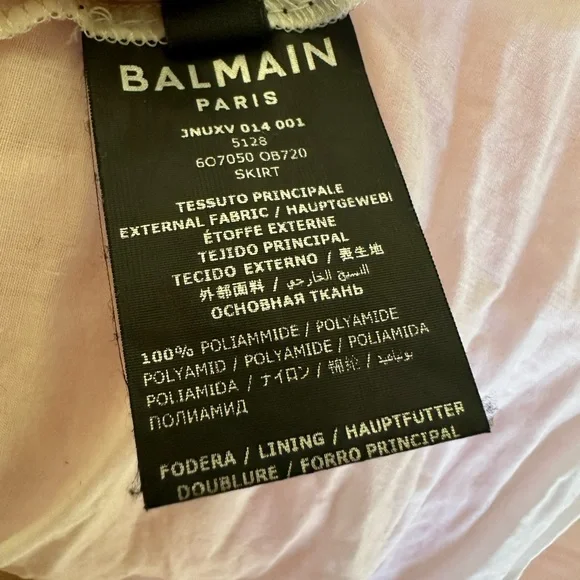 BALMAIN
PARIS
JNUXV 014 001
5128
6O7050 OB720
SKIRT
TESSUTO PRINCIPALE
EXTERNAL FABRIC / HAUPTGEWEBE
ÉTOFFE EXTERNE
TEJIDO PRINCIPAL
TECIDO EXTERNO / 表生地
外部面料 / النسيج الخارجي
ОСНОВНАЯ ТКАНЬ
100% POLIAMMIDE / POLYAMIDE
POLYAMID / POLYAMIDE / POLIAMIDA
POLIAMIDA / ナイロン / 锦纶 /
ПОЛИАМИД
FODERA / LINING / HAUPTFUTTER
DOUBLURE / FORRO PRINCIPAL